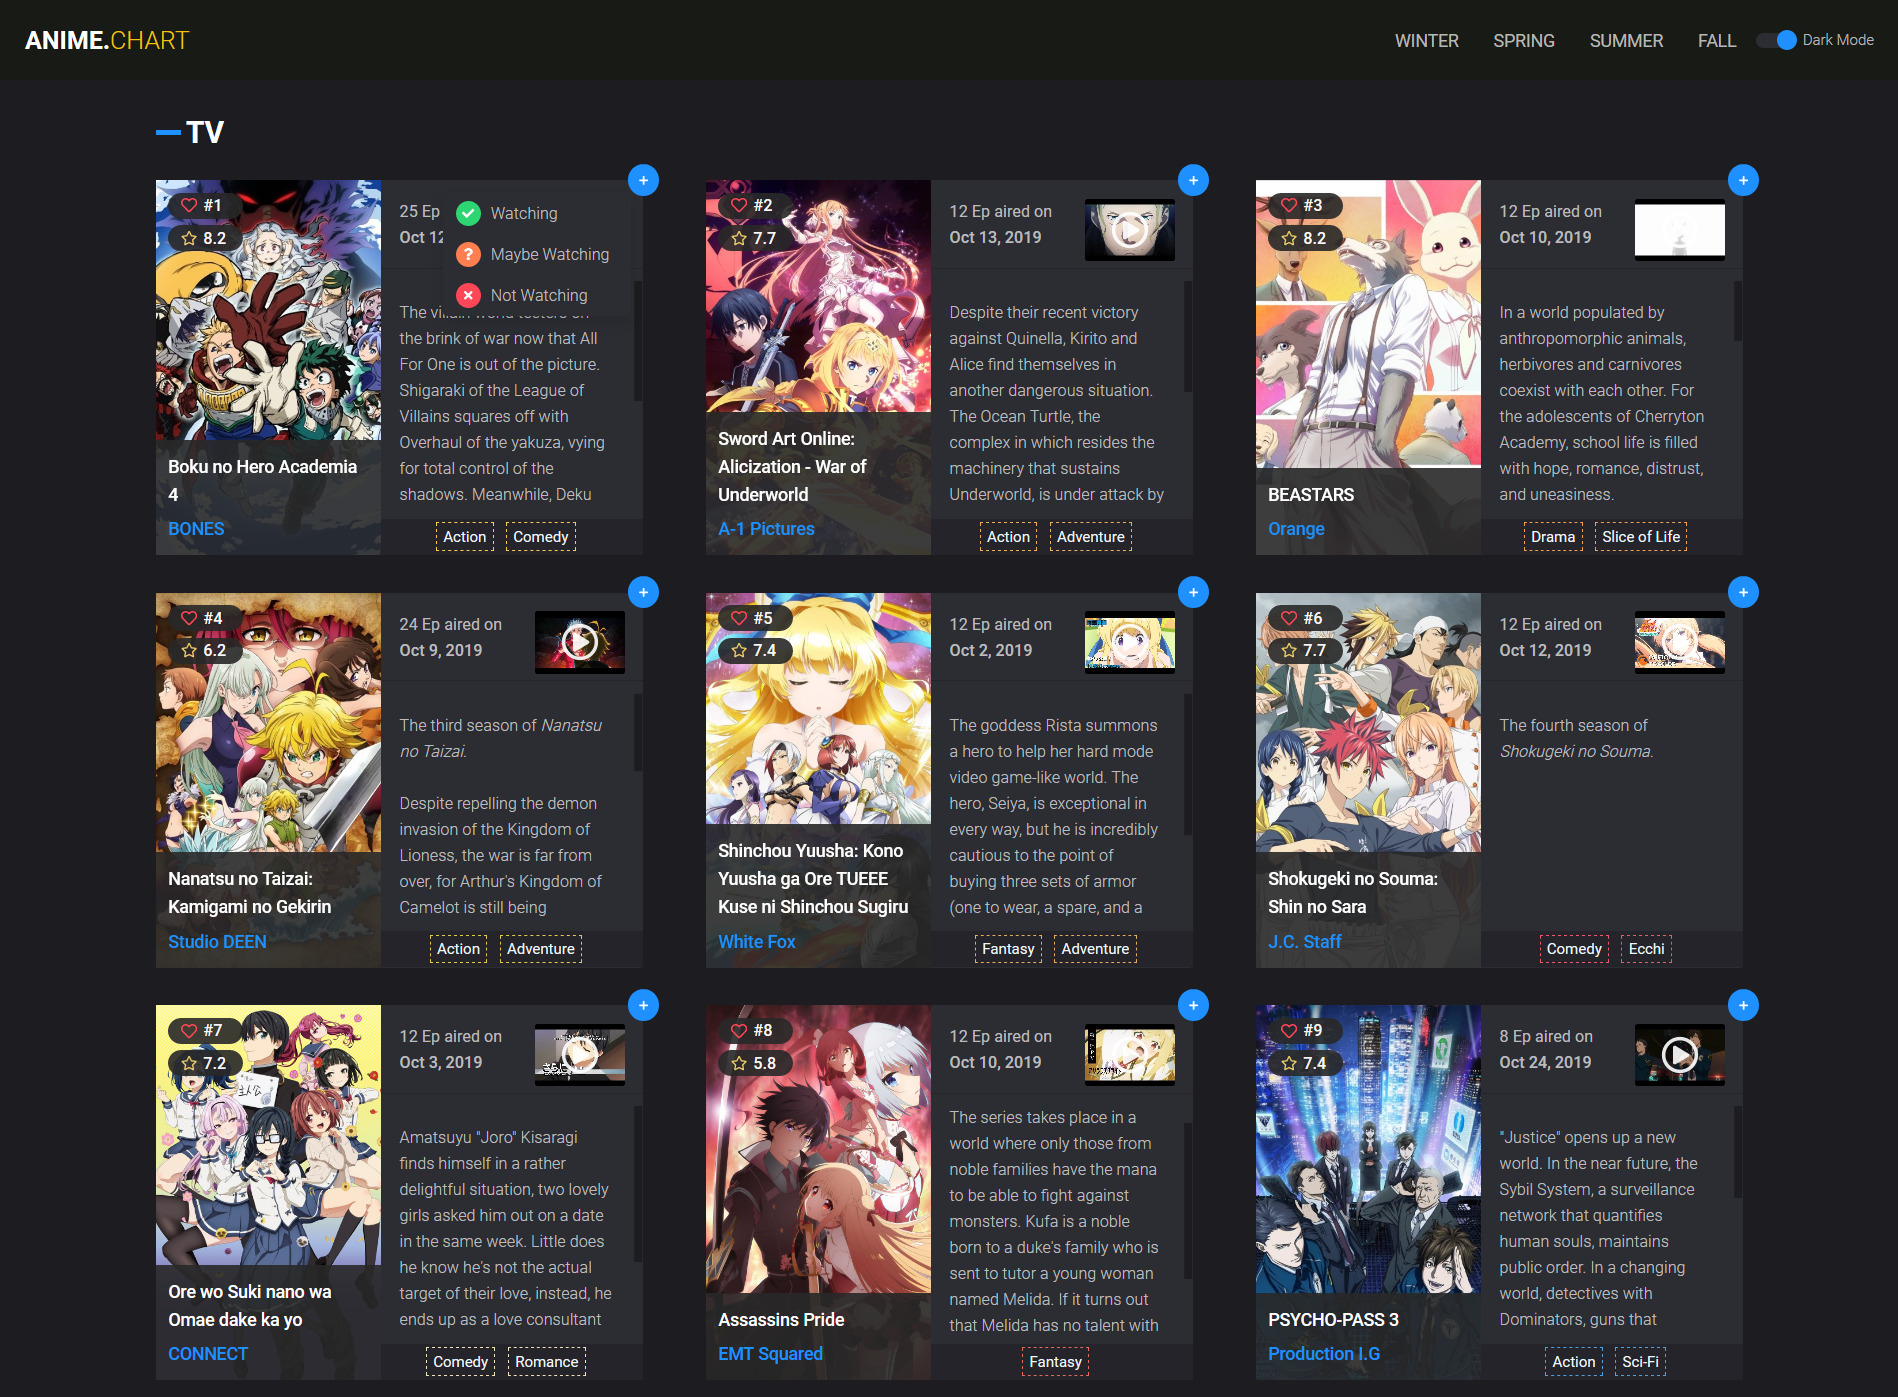 ANIME.CHART
WINTER SPRING SUMMER FALL Dark Mode
TV
#1
8.2
Boku no Hero Academia
4
BONES
25 Ep
Oct 12
Watching
Maybe Watching
Not Watching
The villain world teeters on
the brink of war now that All
For One is out of the picture.
Shigaraki of the League of
Villains squares off with
Overhaul of the yakuza, vying
for total control of the
shadows. Meanwhile, Deku
Action Comedy
#2
7.7
Sword Art Online:
Alicization - War of
Underworld
A-1 Pictures
12 Ep aired on
Oct 13, 2019
Despite their recent victory
against Quinella, Kirito and
Alice find themselves in
another dangerous situation.
The Ocean Turtle, the
complex in which resides the
machinery that sustains
Underworld, is under attack by
Action Adventure
#3
8.2
BEASTARS
Orange
12 Ep aired on
Oct 10, 2019
In a world populated by
anthropomorphic animals,
herbivores and carnivores
coexist with each other. For
the adolescents of Cherryton
Academy, school life is filled
with hope, romance, distrust,
and uneasiness.
Drama Slice of Life
#4
6.2
Nanatsu no Taizai:
Kamigami no Gekirin
Studio DEEN
24 Ep aired on
Oct 9, 2019
The third season of Nanatsu
no Taizai.
Despite repelling the demon
invasion of the Kingdom of
Lioness, the war is far from
over, for Arthur's Kingdom of
Camelot is still being
Action Adventure
#5
7.4
Shinchou Yuusha: Kono
Yuusha ga Ore TUEEE
Kuse ni Shinchou Sugiru
White Fox
12 Ep aired on
Oct 2, 2019
The goddess Rista summons
a hero to help her hard mode
video game-like world. The
hero, Seiya, is exceptional in
every way, but he is incredibly
cautious to the point of
buying three sets of armor
(one to wear, a spare, and a
Fantasy Adventure
#6
7.7
Shokugeki no Souma:
Shin no Sara
J.C. Staff
12 Ep aired on
Oct 12, 2019
The fourth season of
Shokugeki no Souma.
Comedy Ecchi
#7
7.2
Ore wo Suki nano wa
Omae dake ka yo
CONNECT
12 Ep aired on
Oct 3, 2019
Amatsuyu "Joro" Kisaragi
finds himself in a rather
delightful situation, two lovely
girls asked him out on a date
in the same week. Little does
he know he's not the actual
target of their love, instead, he
ends up as a love consultant
Comedy Romance
#8
5.8
Assassins Pride
EMT Squared
12 Ep aired on
Oct 10, 2019
The series takes place in a
world where only those from
noble families have the mana
to be able to fight against
monsters. Kufa is a noble
born to a duke's family who is
sent to tutor a young woman
named Melida. If it turns out
that Melida has no talent with
Fantasy
#9
7.4
PSYCHO-PASS 3
Production I.G
8 Ep aired on
Oct 24, 2019
"Justice" opens up a new
world. In the near future, the
Sybil System, a surveillance
network that quantifies
human souls, maintains
public order. In a changing
world, detectives with
Dominators, guns that
Action Sci-Fi